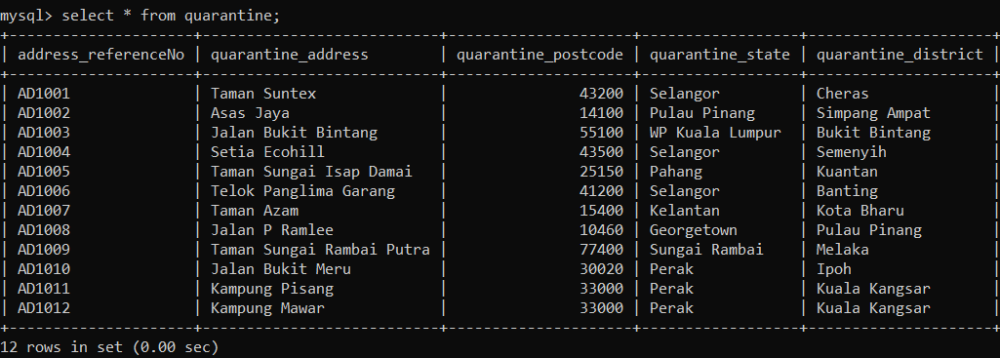 mysql> select * from quarantine;
+---------------------+-------------------------+----------------------+------------------+---------------------+
| address_referenceNo | quarantine_address      | quarantine_postcode | quarantine_state | quarantine_district |
+---------------------+-------------------------+----------------------+------------------+---------------------+
| AD1001              | Taman Suntex            |               43200 | Selangor         | Cheras              |
| AD1002              | Asas Jaya               |               14100 | Pulau Pinang     | Simpang Ampat       |
| AD1003              | Jalan Bukit Bintang     |               55100 | WP Kuala Lumpur  | Bukit Bintang       |
| AD1004              | Setia Ecohill           |               43500 | Selangor         | Semenyih            |
| AD1005              | Taman Sungai Isap Damai |               25150 | Pahang           | Kuantan             |
| AD1006              | Telok Panglima Garang   |               41200 | Selangor         | Banting             |
| AD1007              | Taman Azam              |               15400 | Kelantan         | Kota Bharu          |
| AD1008              | Jalan P Ramlee          |               10460 | Georgetown       | Pulau Pinang        |
| AD1009              | Taman Sungai Rambai Putra |               77400 | Sungai Rambai    | Melaka              |
| AD1010              | Jalan Bukit Meru        |               30020 | Perak            | Ipoh                |
| AD1011              | Kampung Pisang          |               33000 | Perak            | Kuala Kangsar       |
| AD1012              | Kampung Mawar           |               33000 | Perak            | Kuala Kangsar       |
+---------------------+-------------------------+----------------------+------------------+---------------------+
12 rows in set (0.00 sec)